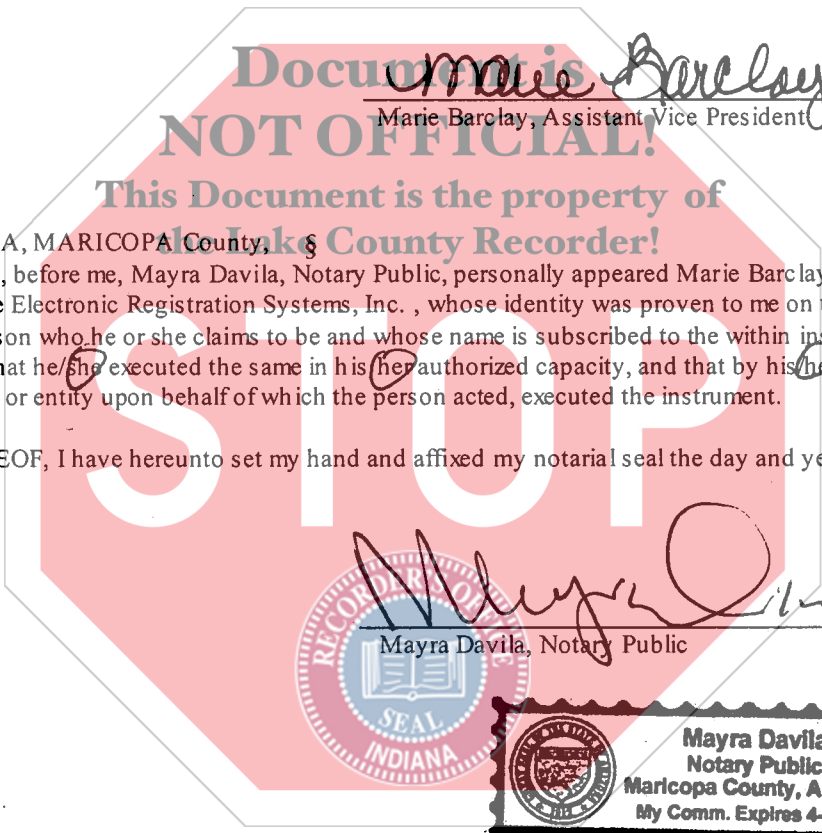 Marie Barclay
Document is
Marie Barclay, Assistant Vice President
NOT OFFICIAL!
This Document is the property of
the Lake County Recorder!
A, MARICOPA County, §
, before me, Mayra Davila, Notary Public, personally appeared Marie Barclay
e Electronic Registration Systems, Inc. , whose identity was proven to me on
son who he or she claims to be and whose name is subscribed to the within ins
at he/she executed the same in his/her authorized capacity, and that by his/he
or entity upon behalf of which the person acted, executed the instrument.
STOP
EOF, I have hereunto set my hand and affixed my notarial seal the day and ye
Mayra Davila, Notary Public
RECORDER'S OFFICE
SEAL
INDIANA
Mayra Davila
Notary Public
Maricopa County, A
My Comm. Expires 4-